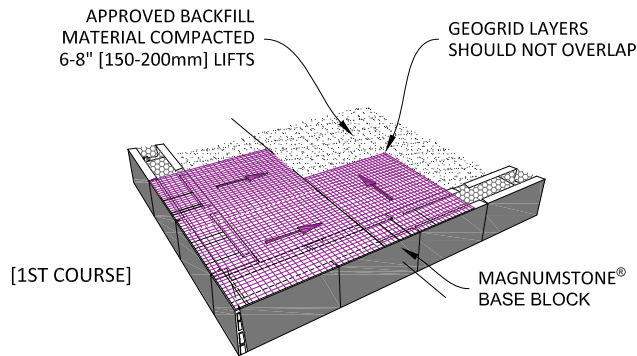 APPROVED BACKFILL
MATERIAL COMPACTED
6-8" [150-200mm] LIFTS
GEOGRID LAYERS
SHOULD NOT OVERLAP
[1ST COURSE]
MAGNUMSTONE®
BASE BLOCK